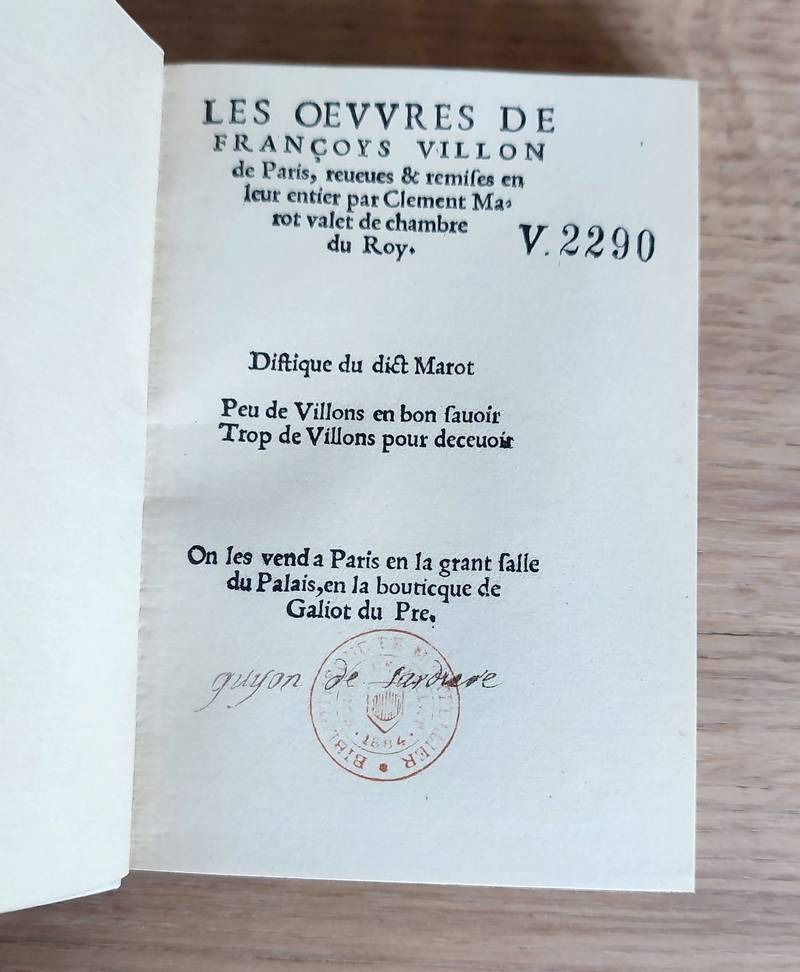 LES OEVVRES DE
FRANÇOYS VILLON
de Paris, reueues & remiſes en
leur entier par Clement Ma-
rot valet de chambre
du Roy.
V. 2290
Diſtique du dict Marot
Peu de Villons en bon ſauoir
Trop de Villons pour deceuoir
On les vend a Paris en la grant ſalle
du Palais, en la bouticque de
Galiot du Pre.
guyon de Sardiere
1884